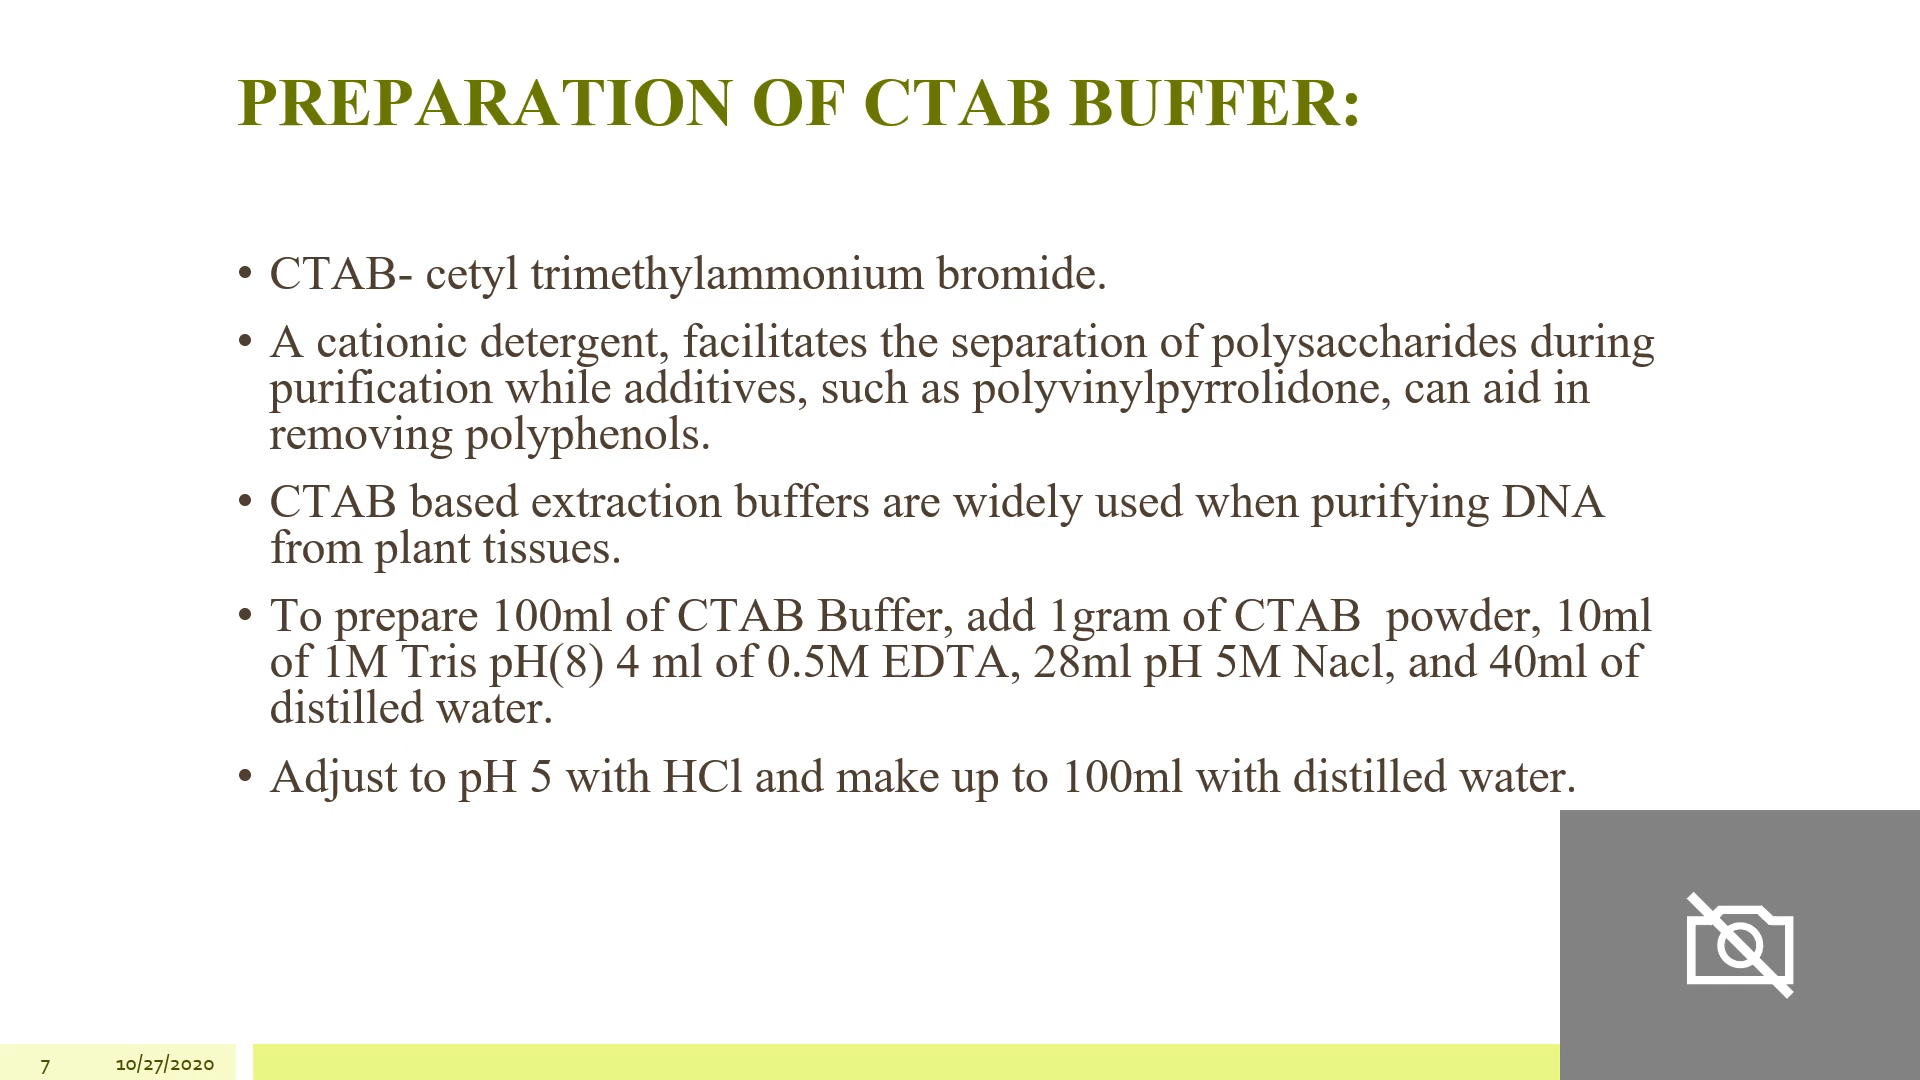 PREPARATION OF CTAB BUFFER:
• CTAB- cetyl trimethylammonium bromide.
• A cationic detergent, facilitates the separation of polysaccharides during
purification while additives, such as polyvinylpyrrolidone, can aid in
removing polyphenols.
• CTAB based extraction buffers are widely used when purifying DNA
from plant tissues.
• To prepare 100ml of CTAB Buffer, add 1gram of CTAB  powder, 10ml
of 1M Tris pH(8) 4 ml of 0.5M EDTA, 28ml pH 5M Nacl, and 40ml of
distilled water.
• Adjust to pH 5 with HCl and make up to 100ml with distilled water.
7 10/27/2020